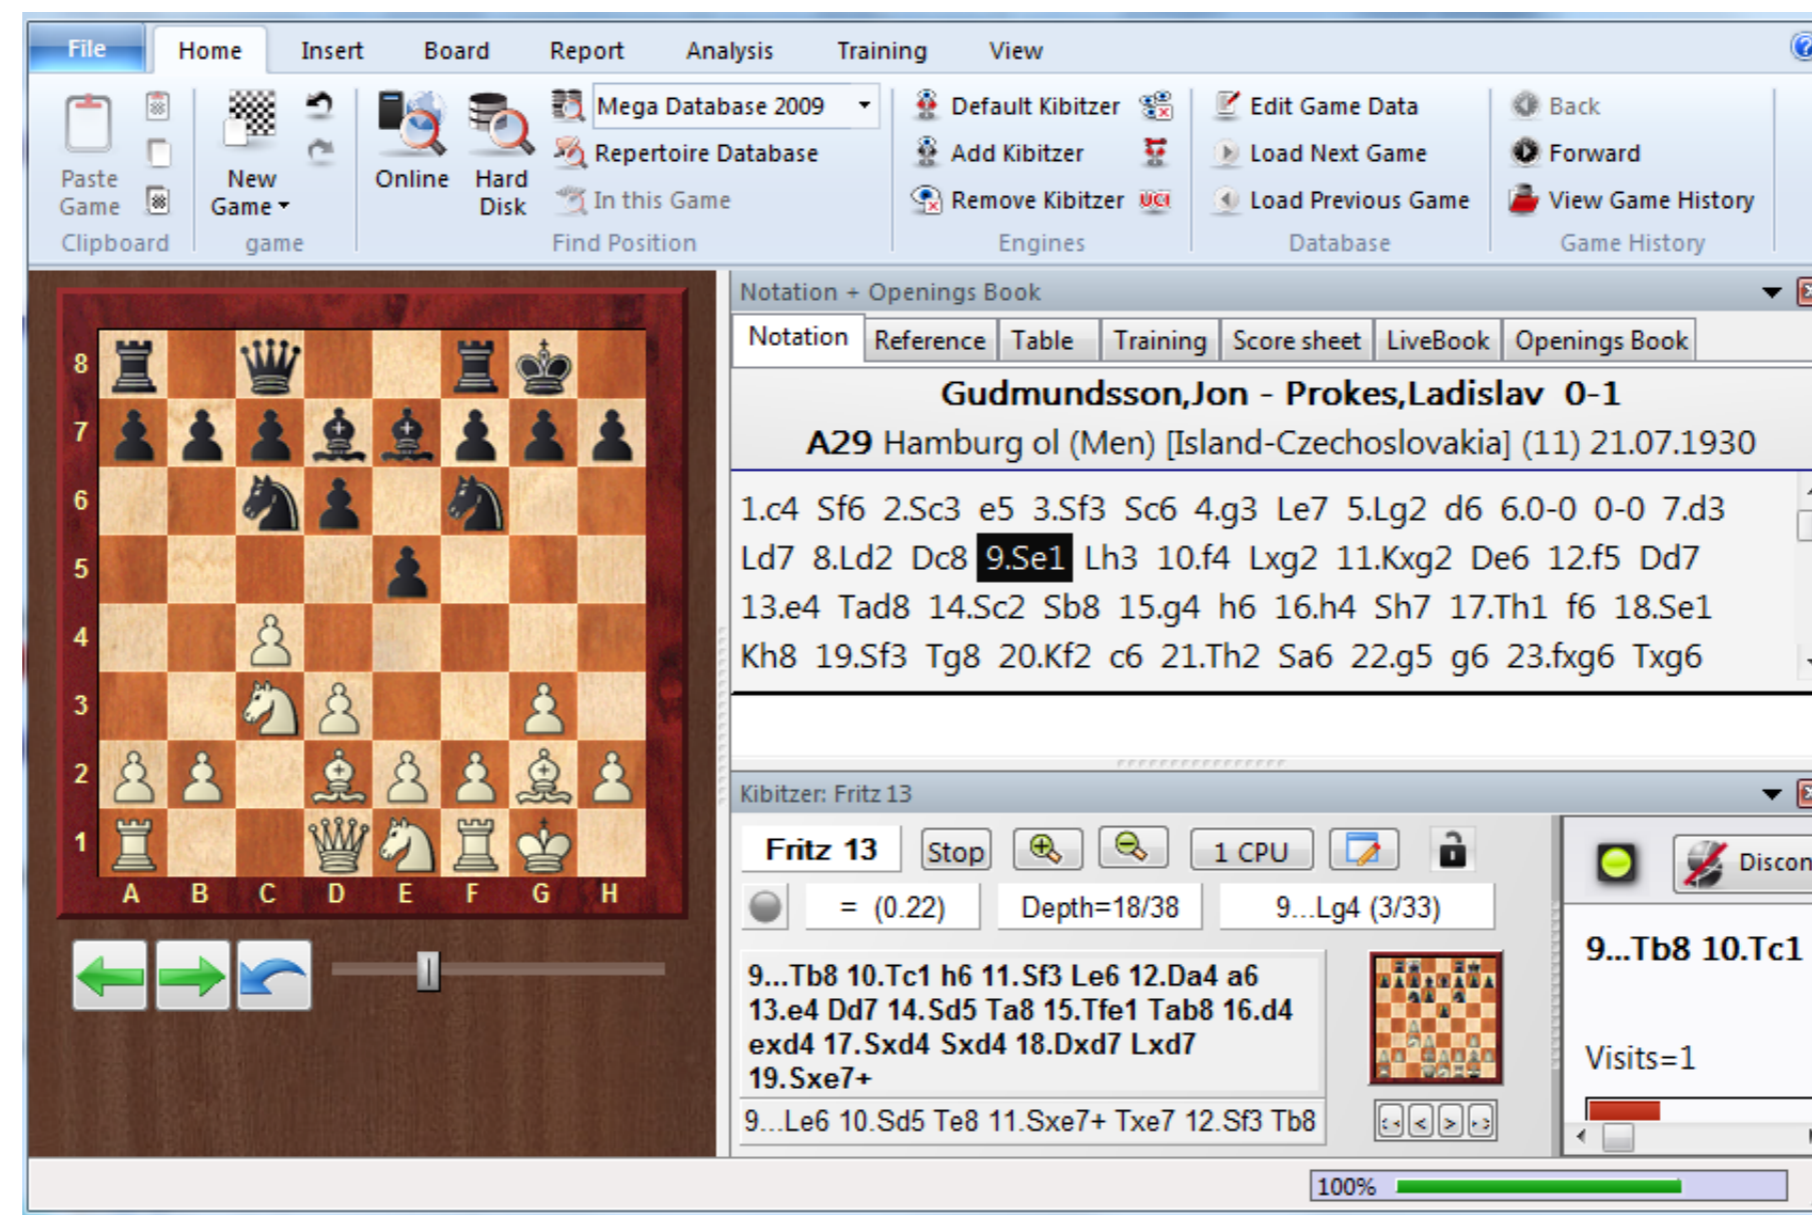 File Home Insert Board Report Analysis Training View
Mega Database 2009 Default Kibitzer Edit Game Data Back
Repertoire Database Add Kibitzer Load Next Game Forward
Paste Game New Game Online Hard Disk In this Game Remove Kibitzer UCI Load Previous Game View Game History
Clipboard game Find Position Engines Database Game History
Notation + Openings Book
Notation Reference Table Training Score sheet LiveBook Openings Book
Gudmundsson,Jon - Prokes,Ladislav 0-1
A29 Hamburg ol (Men) [Island-Czechoslovakia] (11) 21.07.1930
1.c4 Sf6 2.Sc3 e5 3.Sf3 Sc6 4.g3 Le7 5.Lg2 d6 6.0-0 0-0 7.d3
Ld7 8.Ld2 Dc8 9.Se1 Lh3 10.f4 Lxg2 11.Kxg2 De6 12.f5 Dd7
13.e4 Tad8 14.Sc2 Sb8 15.g4 h6 16.h4 Sh7 17.Th1 f6 18.Se1
Kh8 19.Sf3 Tg8 20.Kf2 c6 21.Th2 Sa6 22.g5 g6 23.fxg6 Txg6
8
7
6
5
4
3
2
1
A B C D E F G H
Kibitzer: Fritz 13
Fritz 13 Stop 1 CPU
= (0.22) Depth=18/38 9...Lg4 (3/33)
9...Tb8 10.Tc1 h6 11.Sf3 Le6 12.Da4 a6
13.e4 Dd7 14.Sd5 Ta8 15.Tfe1 Tab8 16.d4
exd4 17.Sxd4 Sxd4 18.Dxd7 Lxd7
19.Sxe7+
9...Le6 10.Sd5 Te8 11.Sxe7+ Txe7 12.Sf3 Tb8
Discon
9...Tb8 10.Tc1
Visits=1
100%